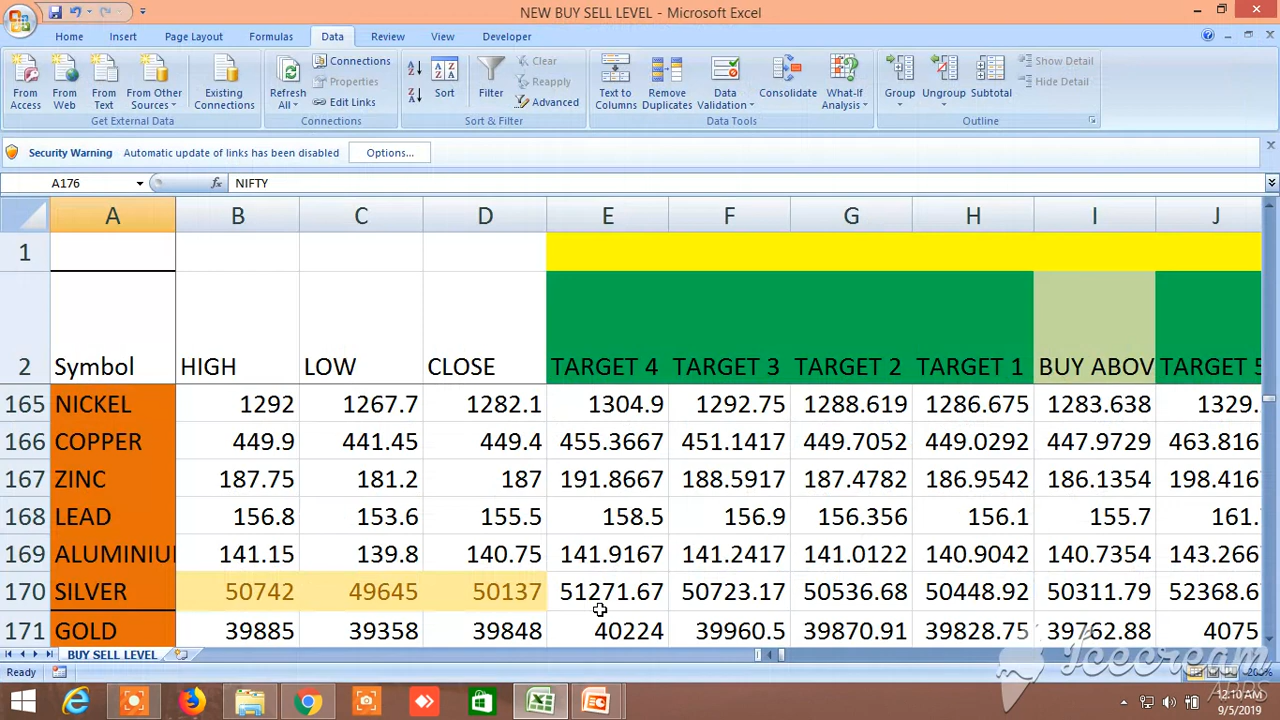 NEW BUY SELL LEVEL - Microsoft Excel
Home Insert Page Layout Formulas Data Review View Developer
From Access From Web From Text From Other Sources Existing Connections
Get External Data
Refresh All Connections Properties Edit Links
Connections
Sort Filter Clear Reapply Advanced
Sort & Filter
Text to Columns Remove Duplicates Data Validation Consolidate What-If Analysis
Data Tools
Group Ungroup Subtotal Show Detail Hide Detail
Outline
Security Warning Automatic update of links has been disabled Options...
A176 fx NIFTY
A B C D E F G H I J
1
2 Symbol HIGH LOW CLOSE TARGET 4 TARGET 3 TARGET 2 TARGET 1 BUY ABOV TARGET 5
165 NICKEL 1292 1267.7 1282.1 1304.9 1292.75 1288.619 1286.675 1283.638 1329.
166 COPPER 449.9 441.45 449.4 455.3667 451.1417 449.7052 449.0292 447.9729 463.816
167 ZINC 187.75 181.2 187 191.8667 188.5917 187.4782 186.9542 186.1354 198.416
168 LEAD 156.8 153.6 155.5 158.5 156.9 156.356 156.1 155.7 161.
169 ALUMINIU 141.15 139.8 140.75 141.9167 141.2417 141.0122 140.9042 140.7354 143.266
170 SILVER 50742 49645 50137 51271.67 50723.17 50536.68 50448.92 50311.79 52368.6
171 GOLD 39885 39358 39848 40224 39960.5 39870.91 39828.75 39762.88 4075
BUY SELL LEVEL
Ready 200%
Icecream
APPS
12:10 AM
9/5/2019